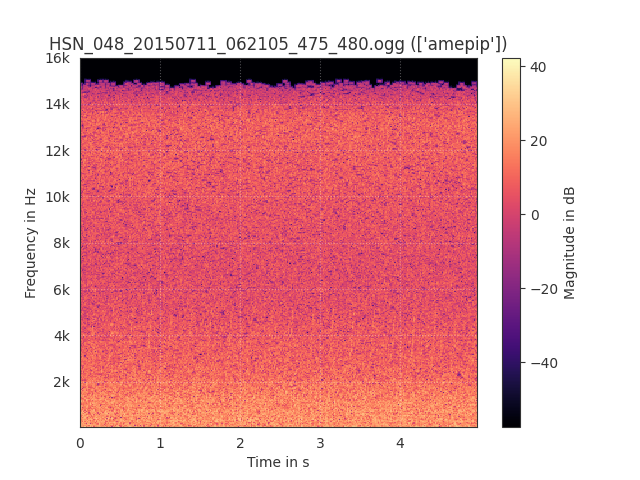 HSN_048_20150711_062105_475_480.ogg (['amepip'])
16k
14k
12k
10k
8k
6k
4k
2k
Frequency in Hz
0 1 2 3 4
Time in s
40
20
0
−20
−40
Magnitude in dB